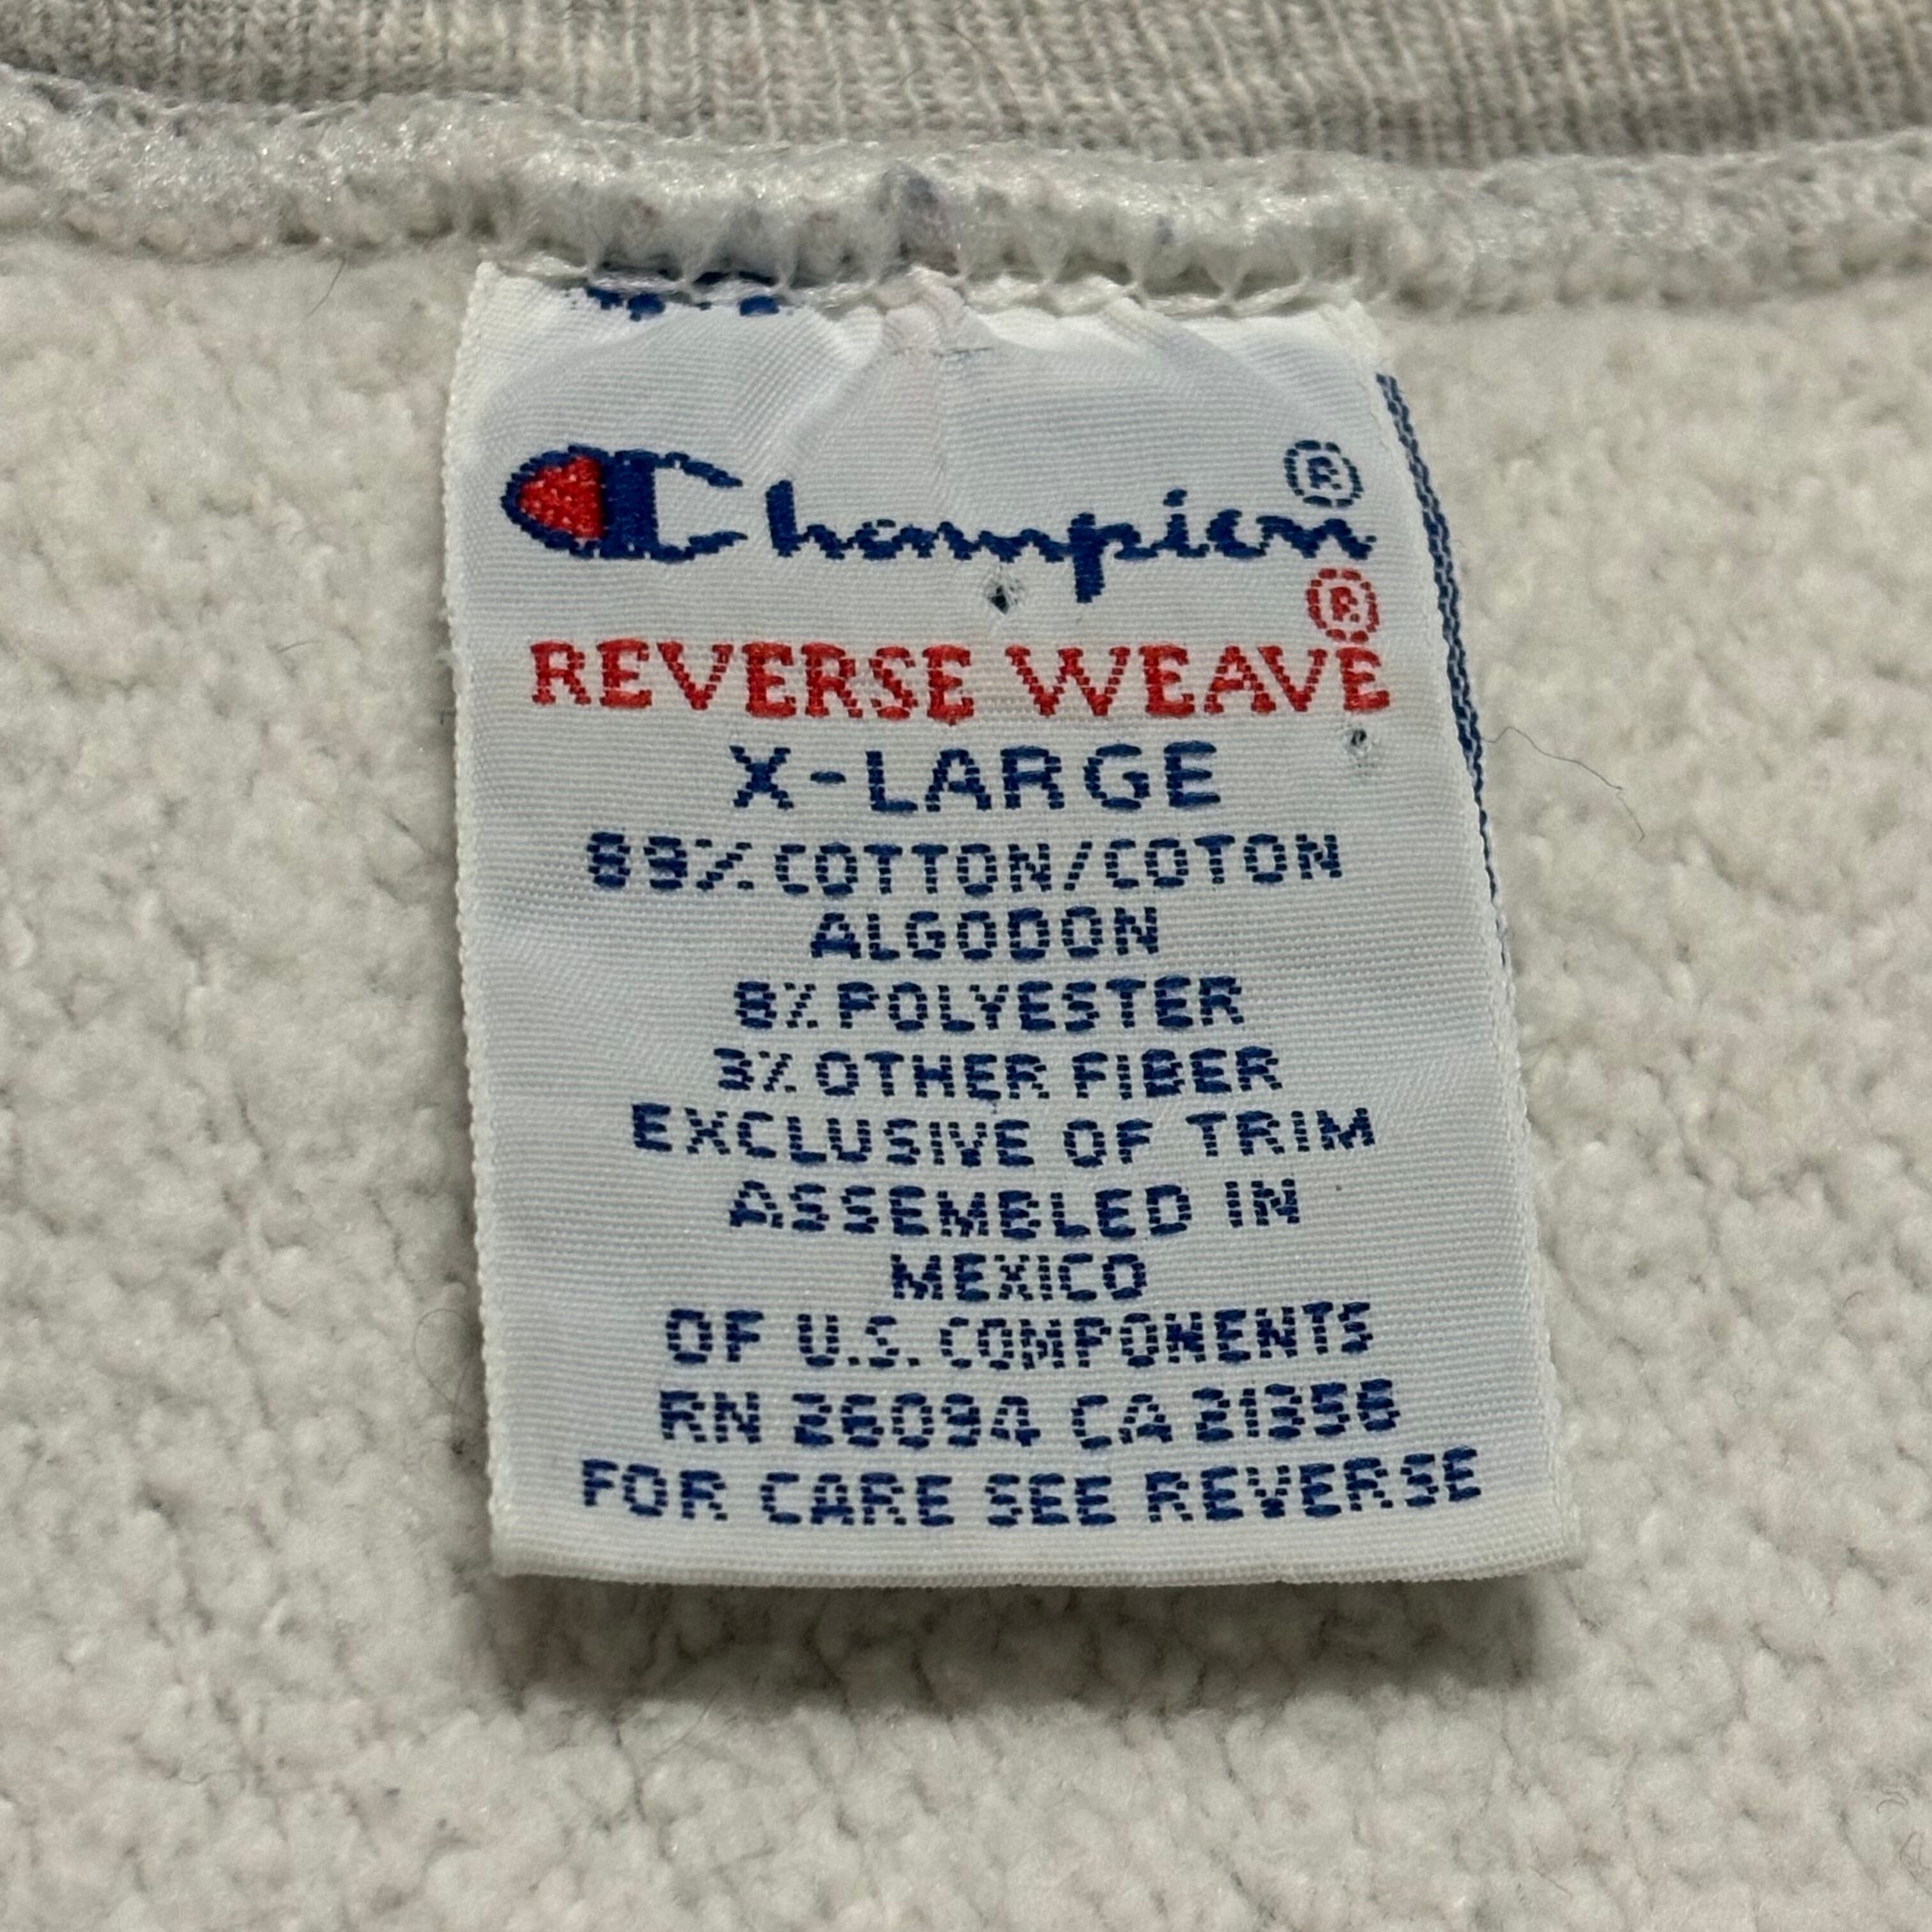 Champion®
REVERSE WEAVE®
X-LARGE
89% COTTON/COTON
ALGODON
8% POLYESTER
3% OTHER FIBER
EXCLUSIVE OF TRIM
ASSEMBLED IN
MEXICO
OF U.S. COMPONENTS
RN 26094 CA 21356
FOR CARE SEE REVERSE